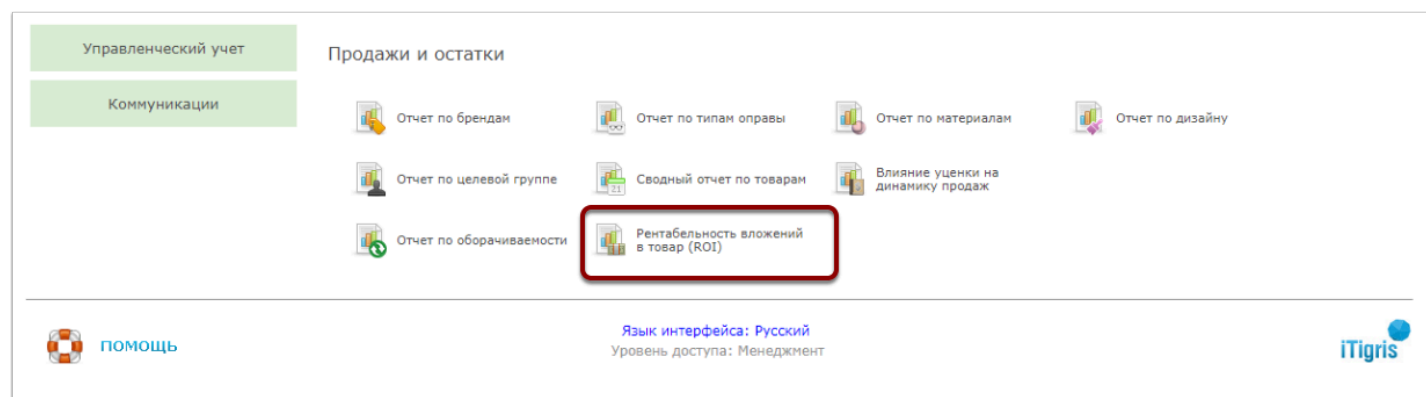 Управленческий учет
Коммуникации
Продажи и остатки
Отчет по брендам
Отчет по типам оправы
Отчет по материалам
Отчет по дизайну
Отчет по целевой группе
Сводный отчет по товарам
Влияние уценки на
динамику продаж
Отчет по оборачиваемости
Рентабельность вложений
в товар (ROI)
помощь
Язык интерфейса: Русский
Уровень доступа: Менеджмент
iTigris